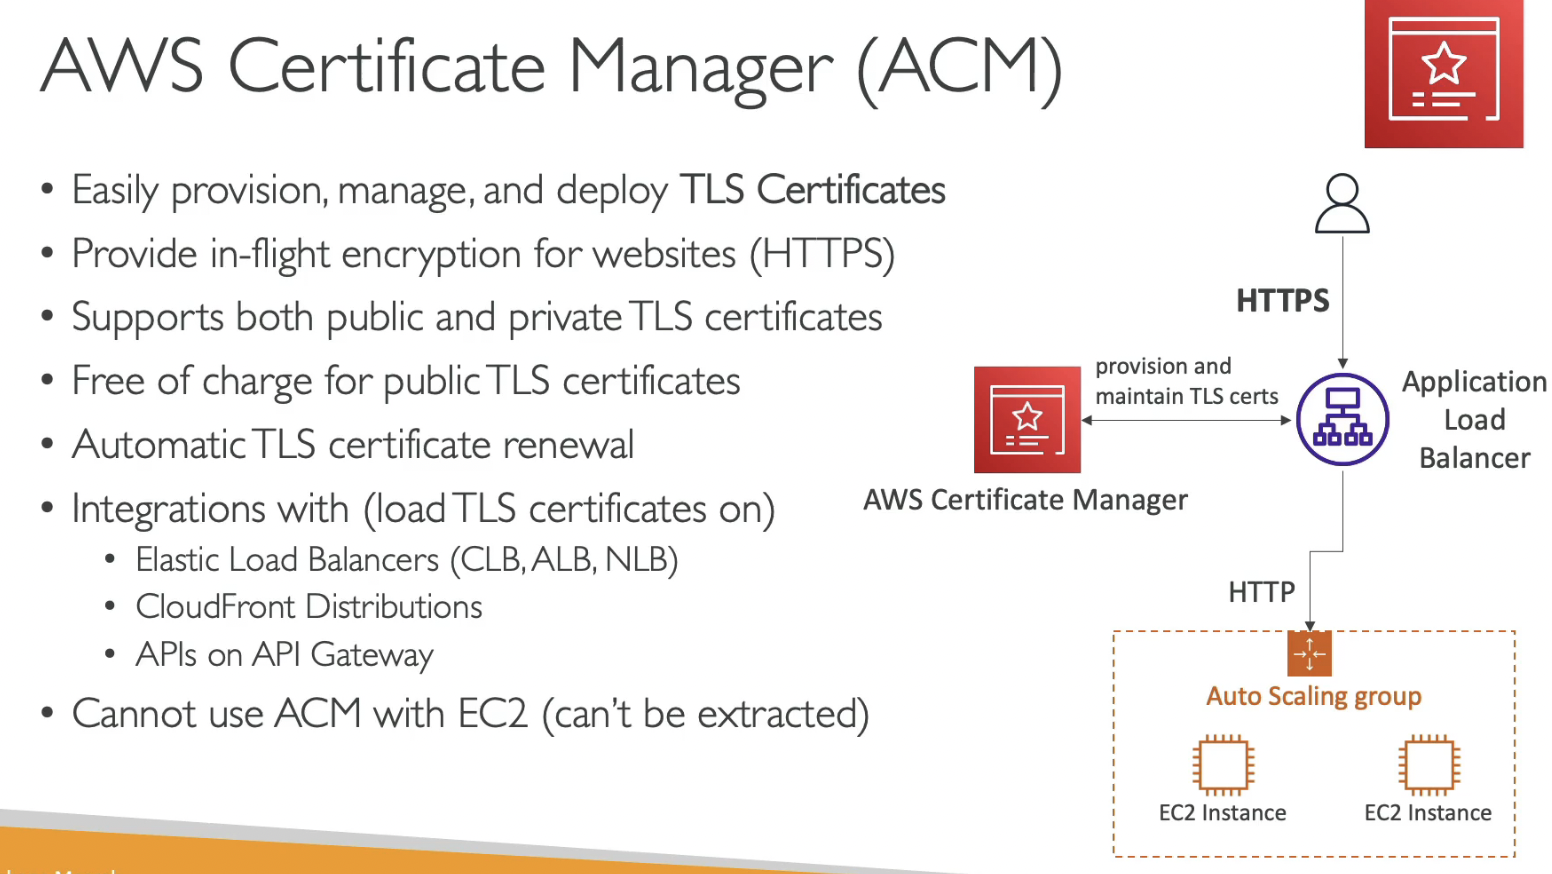 AWS Certificate Manager (ACM)
• Easily provision, manage, and deploy TLS Certificates
• Provide in-flight encryption for websites (HTTPS)
• Supports both public and private TLS certificates
• Free of charge for public TLS certificates
• Automatic TLS certificate renewal
• Integrations with (load TLS certificates on)
• Elastic Load Balancers (CLB, ALB, NLB)
• CloudFront Distributions
• APIs on API Gateway
• Cannot use ACM with EC2 (can't be extracted)
HTTPS
provision and
maintain TLS certs
Application
Load
Balancer
AWS Certificate Manager
HTTP
Auto Scaling group
EC2 Instance
EC2 Instance